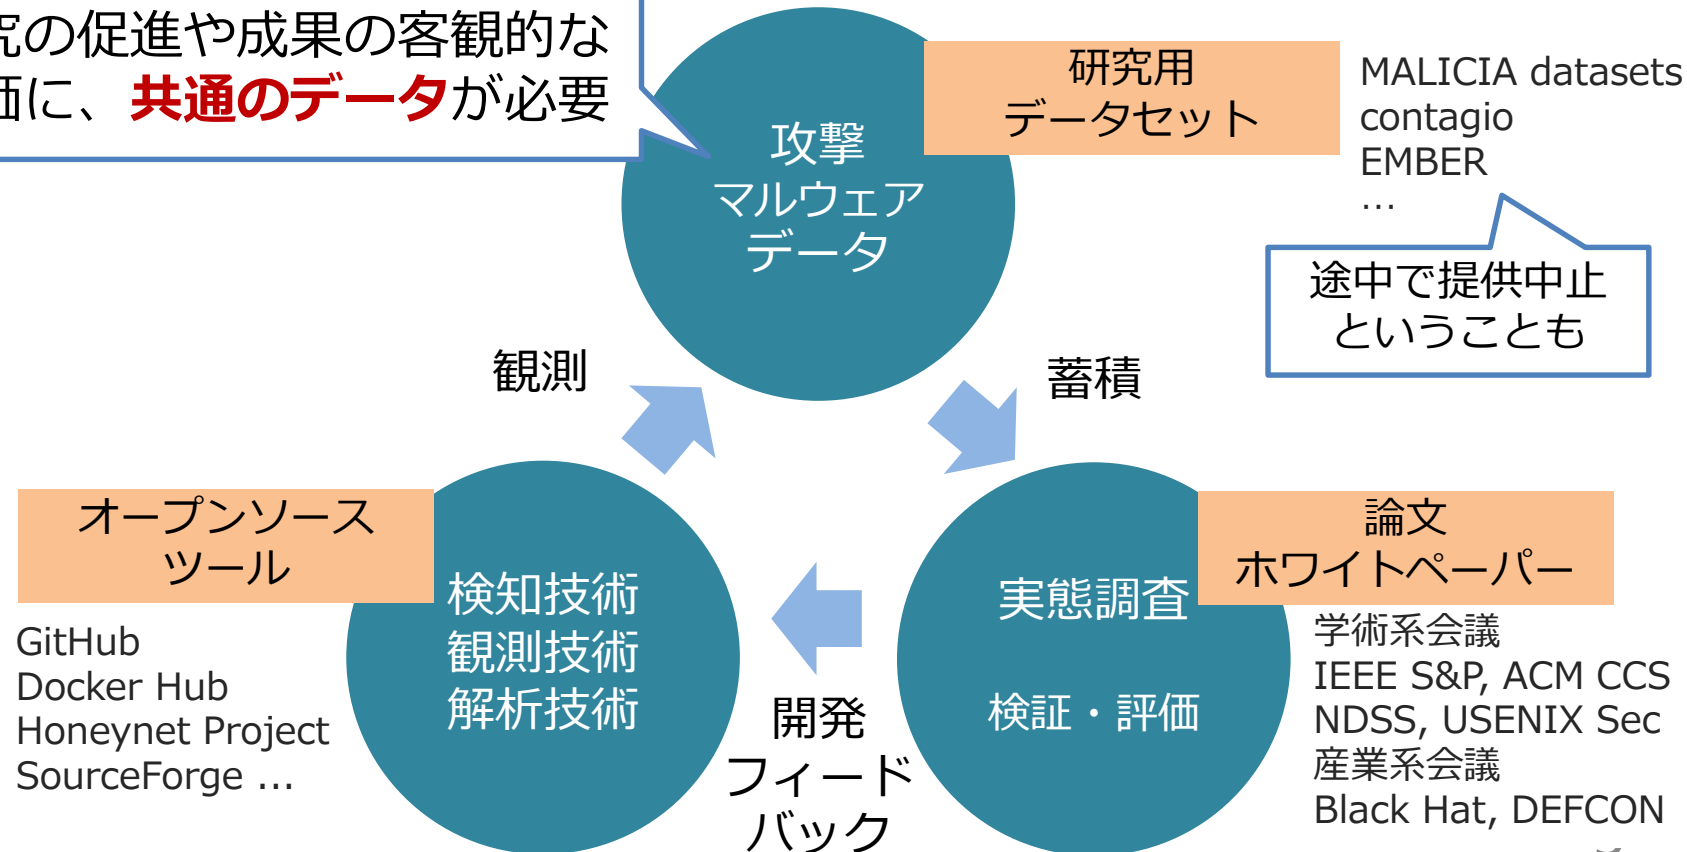 究の促進や成果の客観的な
価に、共通のデータが必要
攻撃
マルウェア
データ
研究用
データセット
MALICIA datasets
contagio
EMBER
…
途中で提供中止
ということも
観測
蓄積
オープンソース
ツール
検知技術
観測技術
解析技術
GitHub
Docker Hub
Honeynet Project
SourceForge …
開発
フィード
バック
実態調査
検証・評価
論文
ホワイトペーパー
学術系会議
IEEE S&P, ACM CCS
NDSS, USENIX Sec
産業系会議
Black Hat, DEFCON